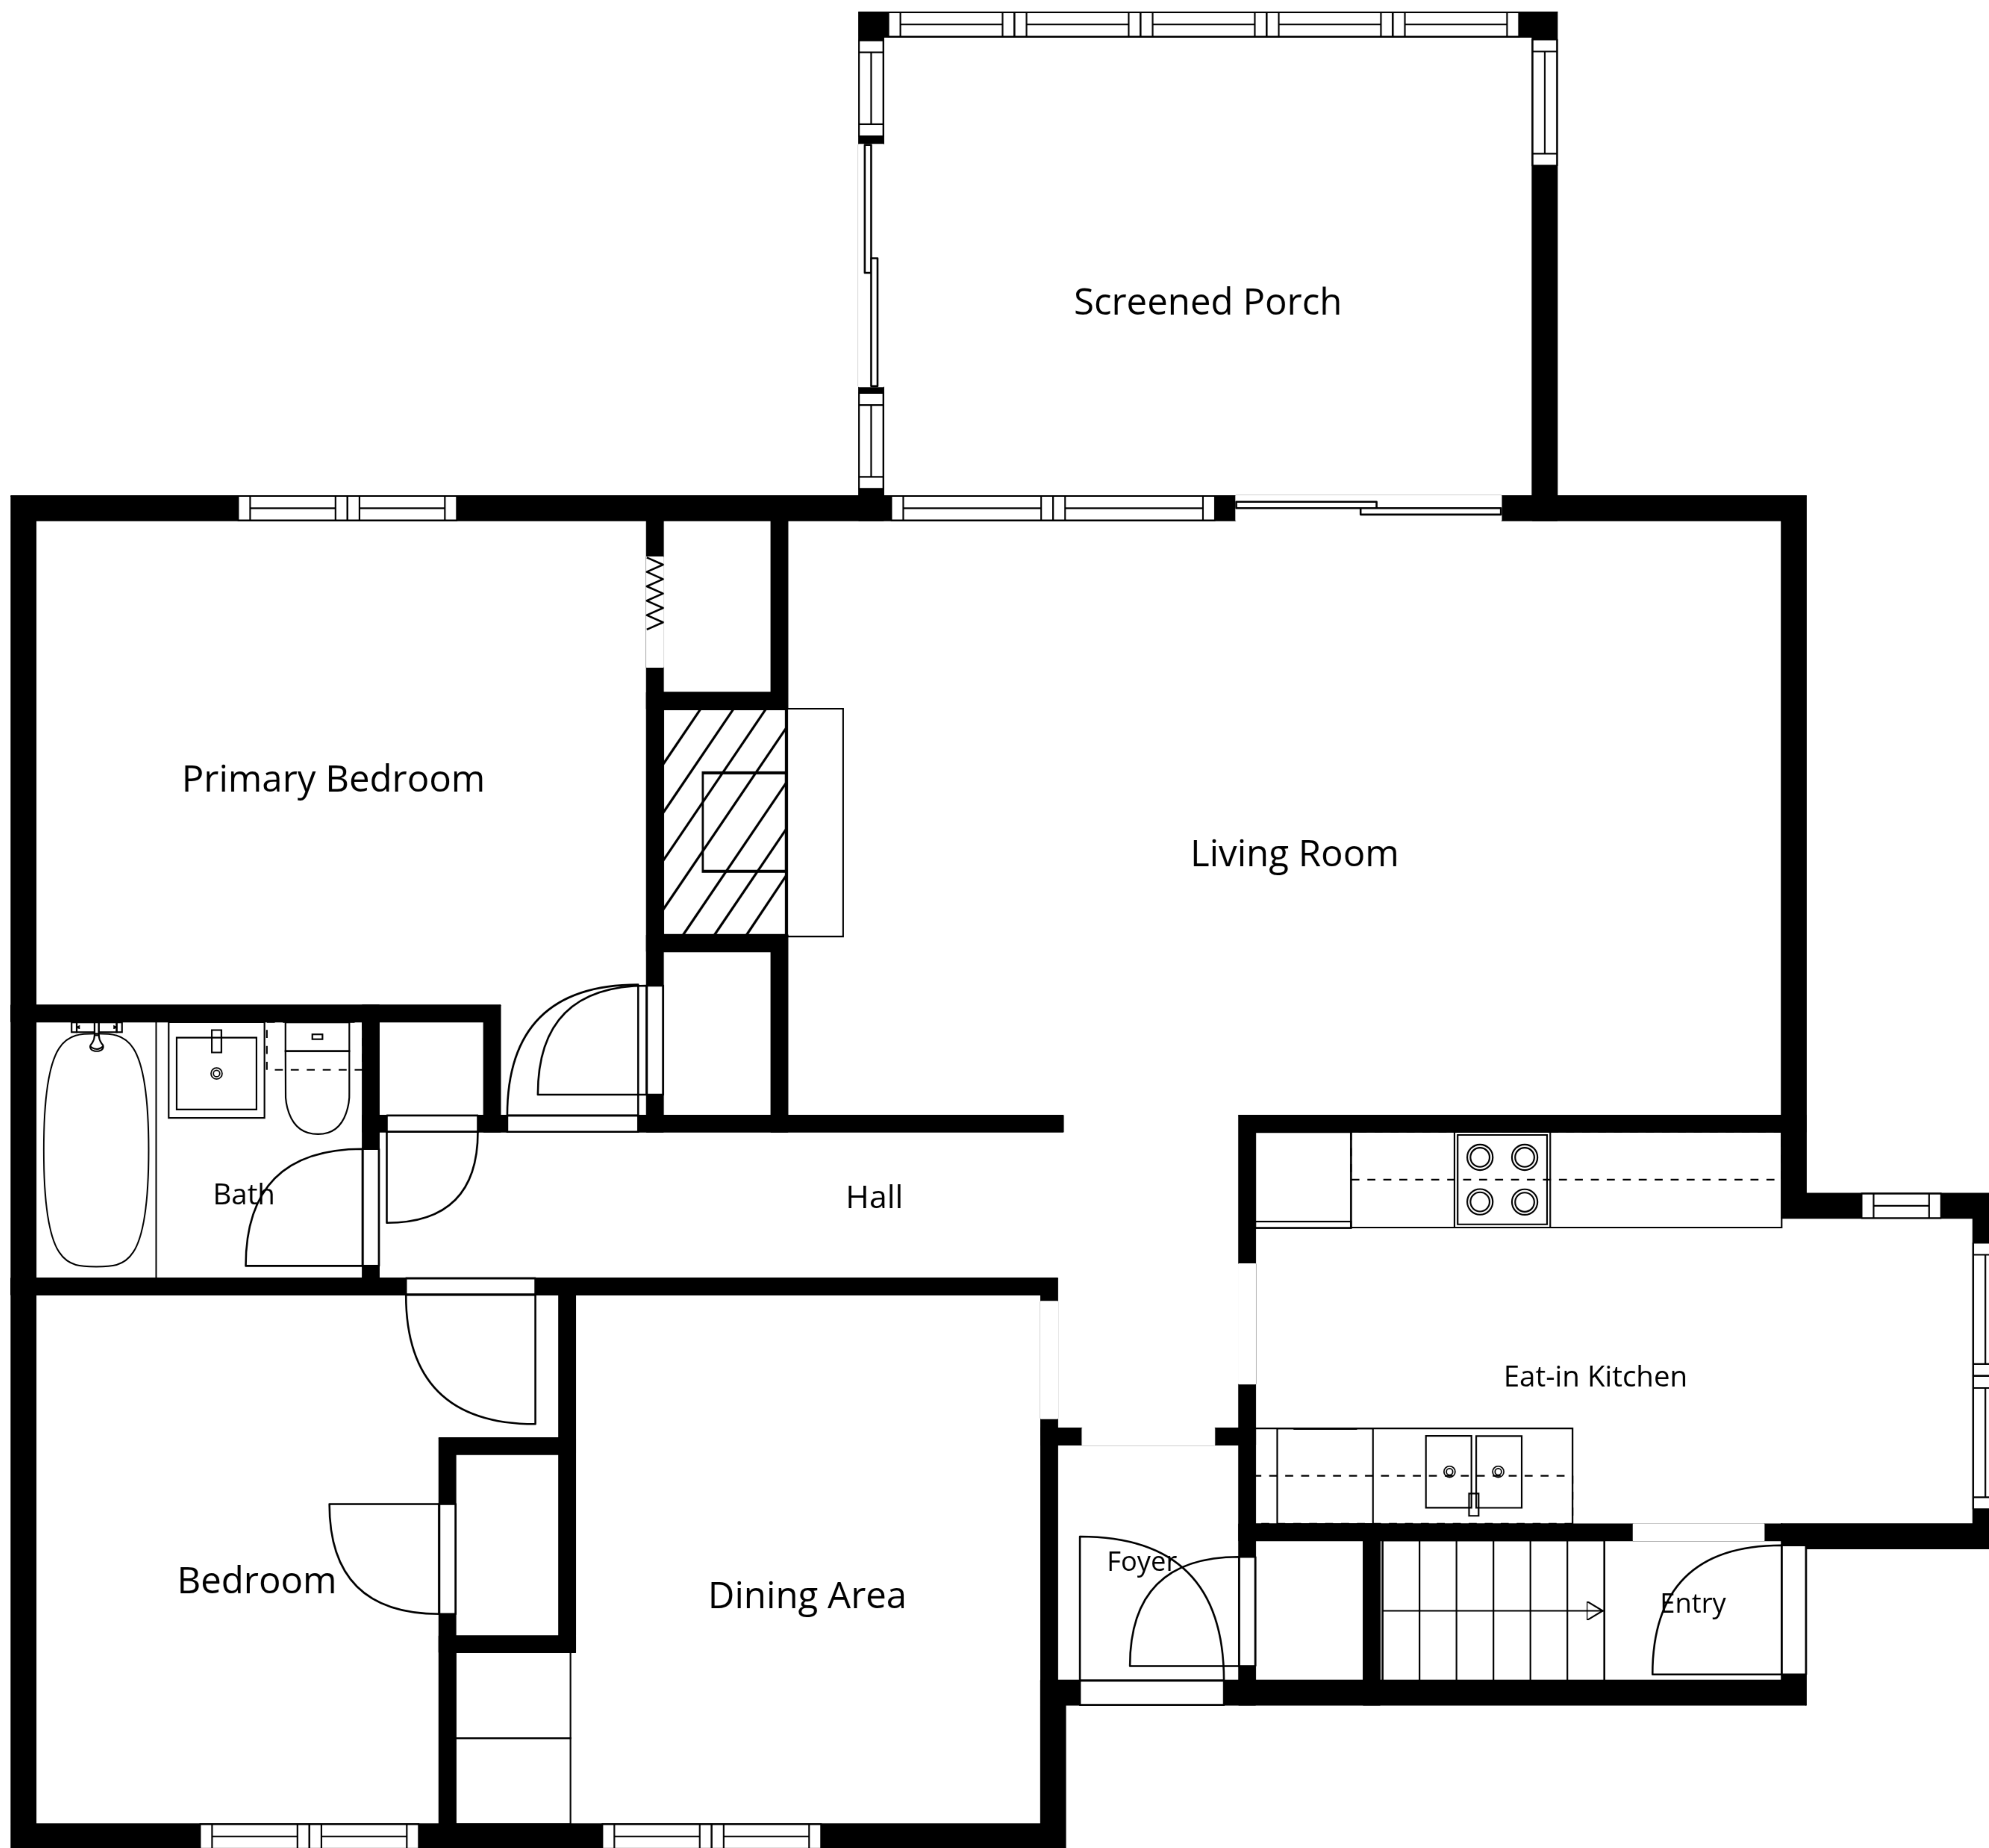 Screened Porch
Primary Bedroom
Living Room
Bath
Hall
Eat-in Kitchen
Bedroom
Dining Area
Foyer
Entry